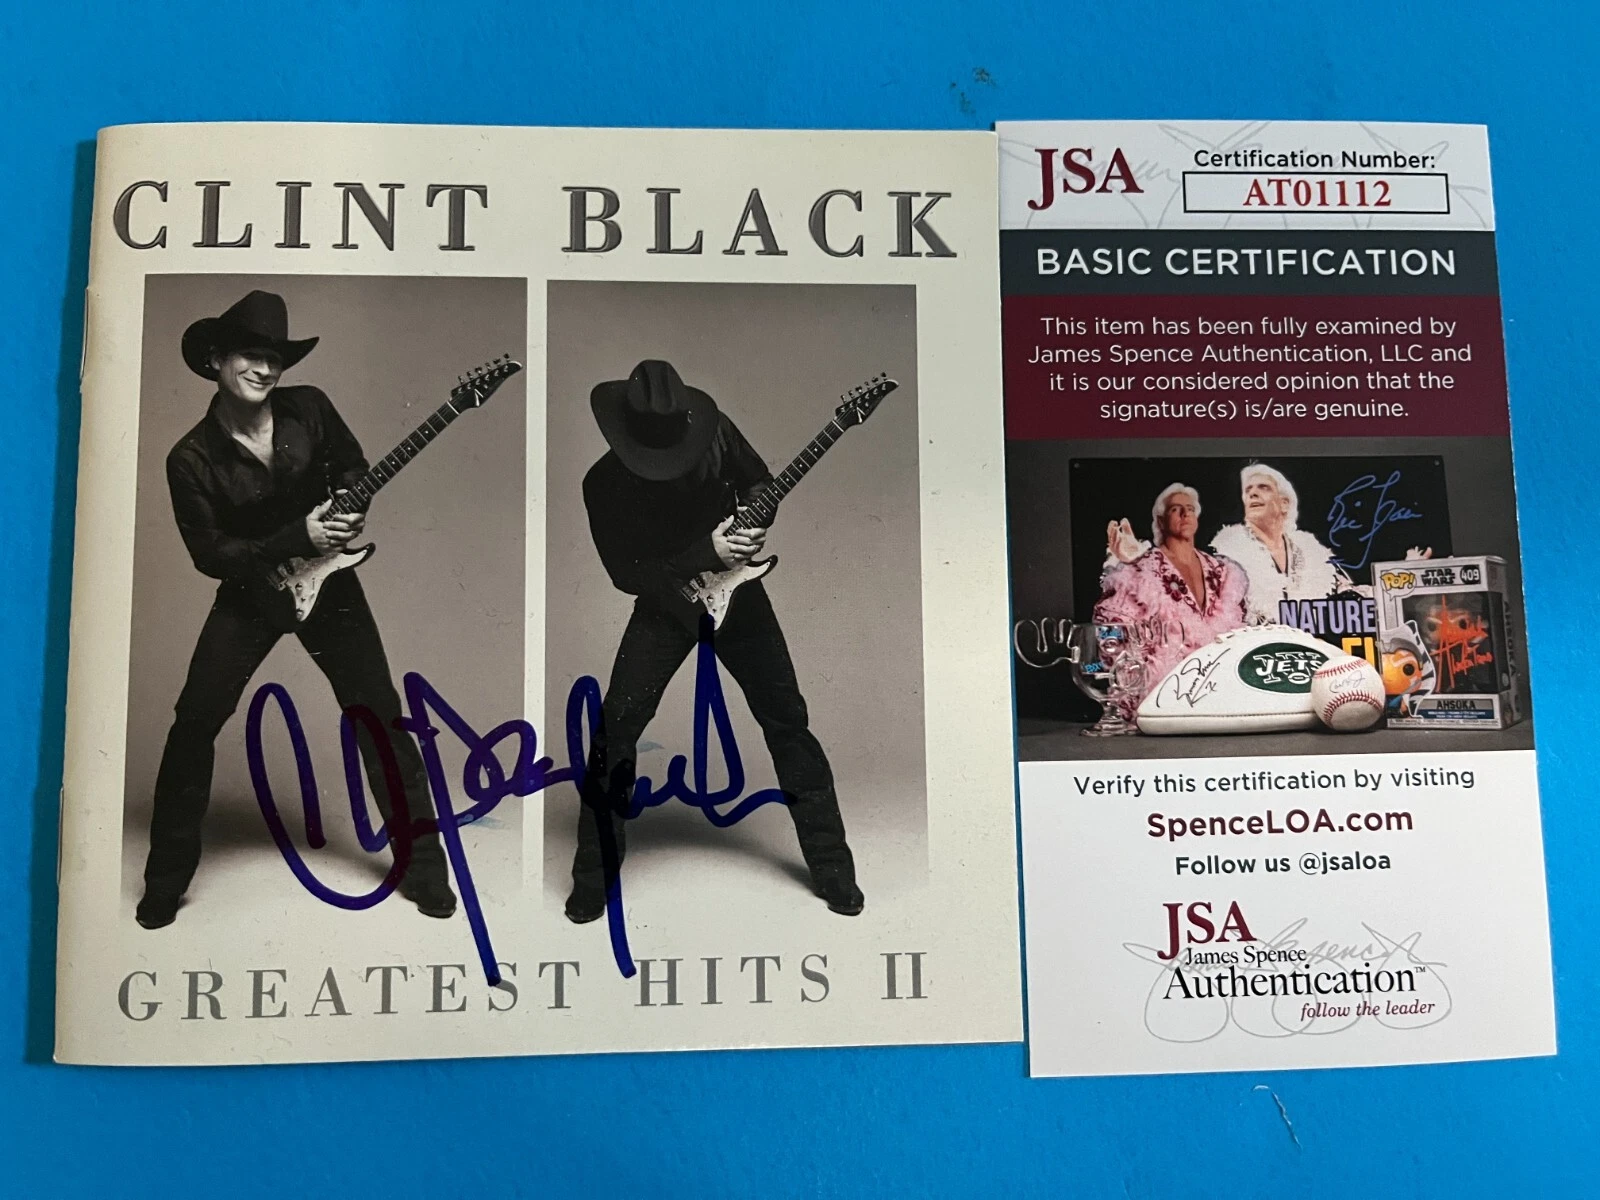 CLINT BLACK
GREATEST HITS II
JSA
Certification Number:
AT01112
BASIC CERTIFICATION
This item has been fully examined by
James Spence Authentication, LLC and
it is our considered opinion that the
signature(s) is/are genuine.
Ric Flair
POP!
STAR
WARS
409
NATURE
JETS
AHSOKA
Verify this certification by visiting
SpenceLOA.com
Follow us @jsaloa
JSA
James Spence
Authentication™
follow the leader